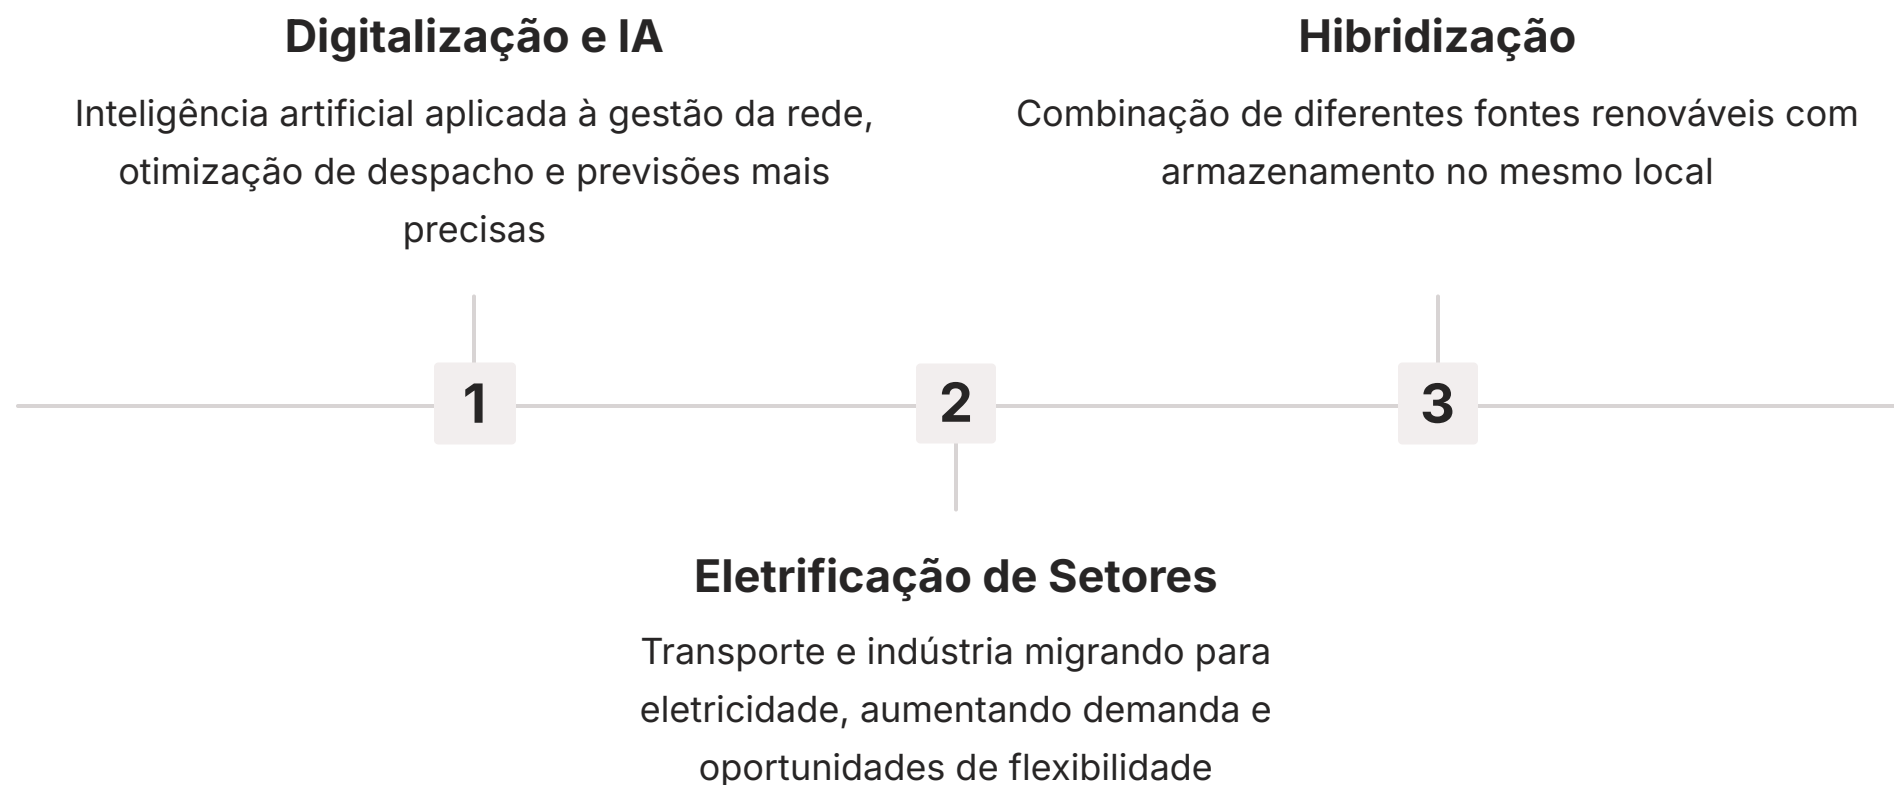 Digitalização e IA
Inteligência artificial aplicada à gestão da rede,
otimização de despacho e previsões mais
precisas
Hibridização
Combinação de diferentes fontes renováveis com
armazenamento no mesmo local
1
2
3
Eletrificação de Setores
Transporte e indústria migrando para
eletricidade, aumentando demanda e
oportunidades de flexibilidade